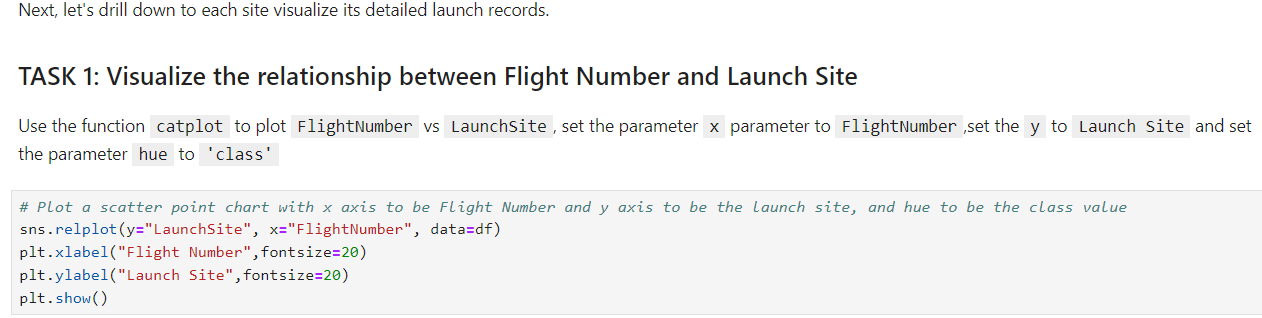 Next, let's drill down to each site visualize its detailed launch records.
TASK 1: Visualize the relationship between Flight Number and Launch Site
Use the function catplot to plot FlightNumber vs LaunchSite , set the parameter x parameter to FlightNumber ,set the y to Launch Site and set
the parameter hue to 'class'
# Plot a scatter point chart with x axis to be Flight Number and y axis to be the launch site, and hue to be the class value
sns.relplot(y="LaunchSite", x="FlightNumber", data=df)
plt.xlabel("Flight Number",fontsize=20)
plt.ylabel("Launch Site",fontsize=20)
plt.show()